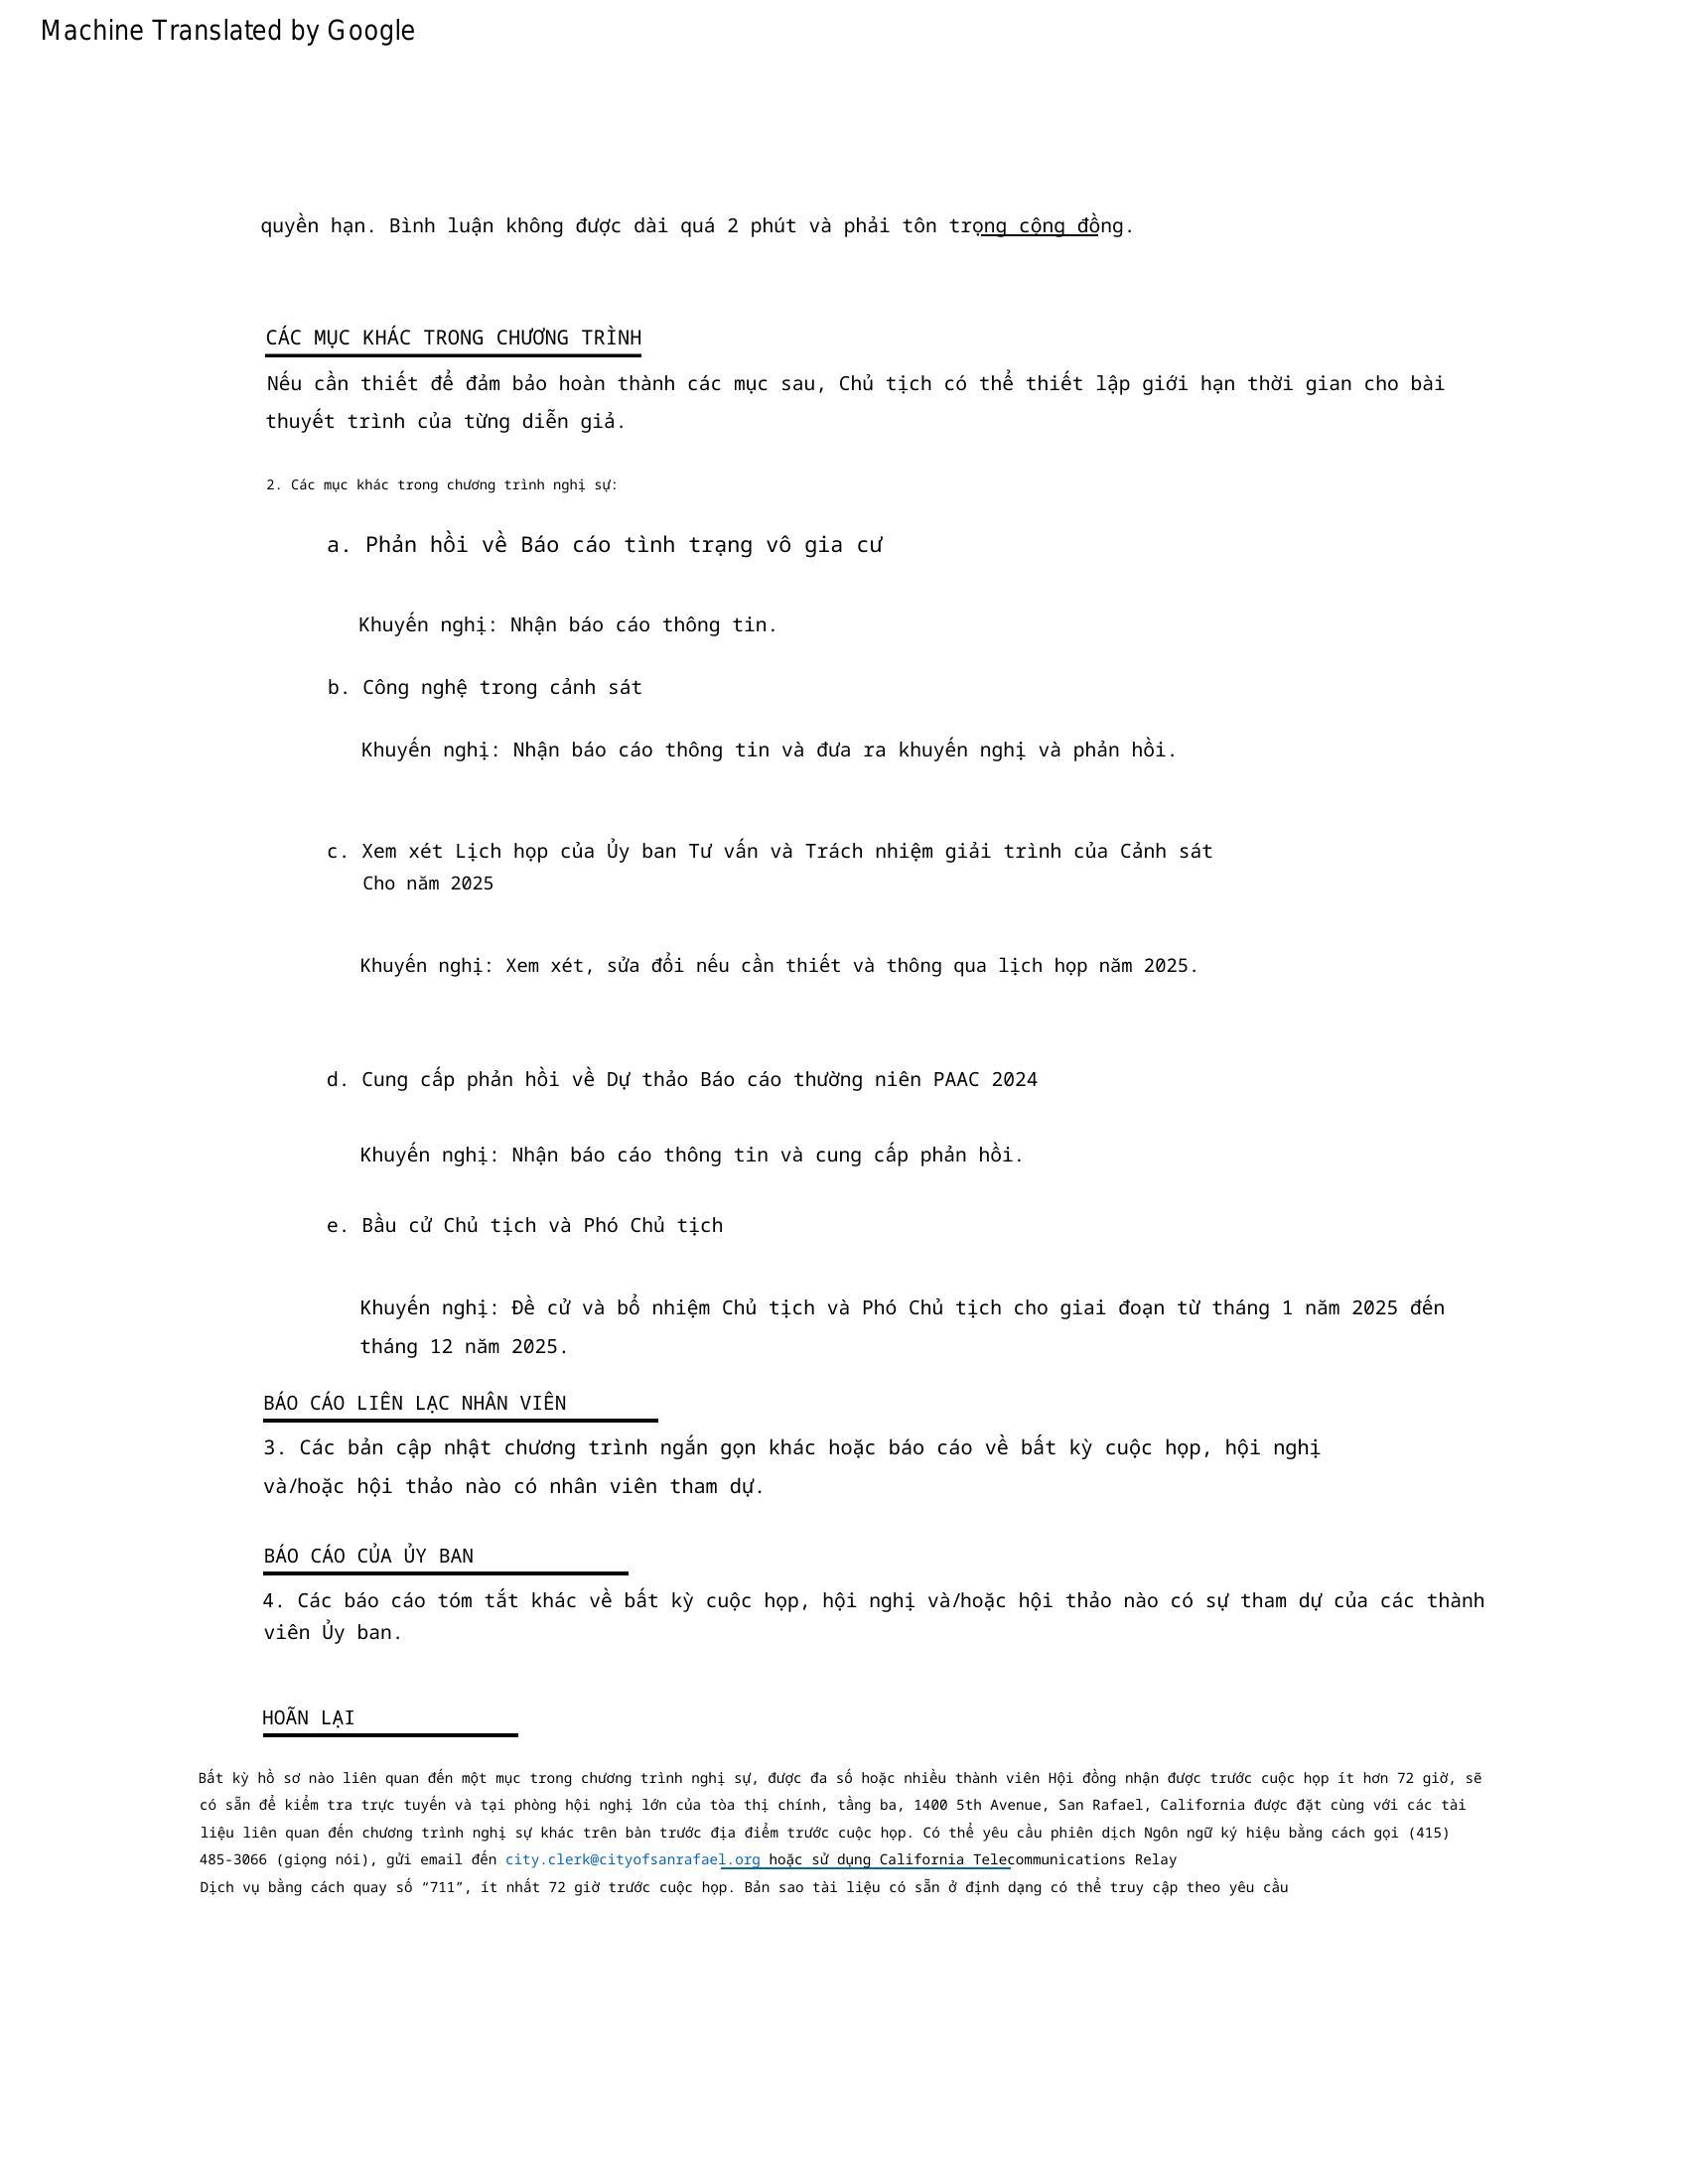 Machine Translated by Google
quyền hạn. Bình luận không được dài quá 2 phút và phải tôn trọng cộng đồng.
CÁC MỤC KHÁC TRONG CHƯƠNG TRÌNH
Nếu cần thiết để đảm bảo hoàn thành các mục sau, Chủ tịch có thể thiết lập giới hạn thời gian cho bài
thuyết trình của từng diễn giả.
2. Các mục khác trong chương trình nghị sự:
a. Phản hồi về Báo cáo tình trạng vô gia cư
Khuyến nghị: Nhận báo cáo thông tin.
b. Công nghệ trong cảnh sát
Khuyến nghị: Nhận báo cáo thông tin và đưa ra khuyến nghị và phản hồi.
c. Xem xét Lịch họp của Ủy ban Tư vấn và Trách nhiệm giải trình của Cảnh sát
Cho năm 2025
Khuyến nghị: Xem xét, sửa đổi nếu cần thiết và thông qua lịch họp năm 2025.
d. Cung cấp phản hồi về Dự thảo Báo cáo thường niên PAAC 2024
Khuyến nghị: Nhận báo cáo thông tin và cung cấp phản hồi.
e. Bầu cử Chủ tịch và Phó Chủ tịch
Khuyến nghị: Đề cử và bổ nhiệm Chủ tịch và Phó Chủ tịch cho giai đoạn từ tháng 1 năm 2025 đến
tháng 12 năm 2025.
BÁO CÁO LIÊN LẠC NHÂN VIÊN
3. Các bản cập nhật chương trình ngắn gọn khác hoặc báo cáo về bất kỳ cuộc họp, hội nghị
và/hoặc hội thảo nào có nhân viên tham dự.
BÁO CÁO CỦA ỦY BAN
4. Các báo cáo tóm tắt khác về bất kỳ cuộc họp, hội nghị và/hoặc hội thảo nào có sự tham dự của các thành
viên Ủy ban.
HOÃN LẠI
Bất kỳ hồ sơ nào liên quan đến một mục trong chương trình nghị sự, được đa số hoặc nhiều thành viên Hội đồng nhận được trước cuộc họp ít hơn 72 giờ, sẽ
có sẵn để kiểm tra trực tuyến và tại phòng hội nghị lớn của tòa thị chính, tầng ba, 1400 5th Avenue, San Rafael, California được đặt cùng với các tài
liệu liên quan đến chương trình nghị sự khác trên bàn trước địa điểm trước cuộc họp. Có thể yêu cầu phiên dịch Ngôn ngữ ký hiệu bằng cách gọi (415)
485-3066 (giọng nói), gửi email đến city.clerk@cityofsanrafael.org hoặc sử dụng California Telecommunications Relay
Dịch vụ bằng cách quay số “711”, ít nhất 72 giờ trước cuộc họp. Bản sao tài liệu có sẵn ở định dạng có thể truy cập theo yêu cầu